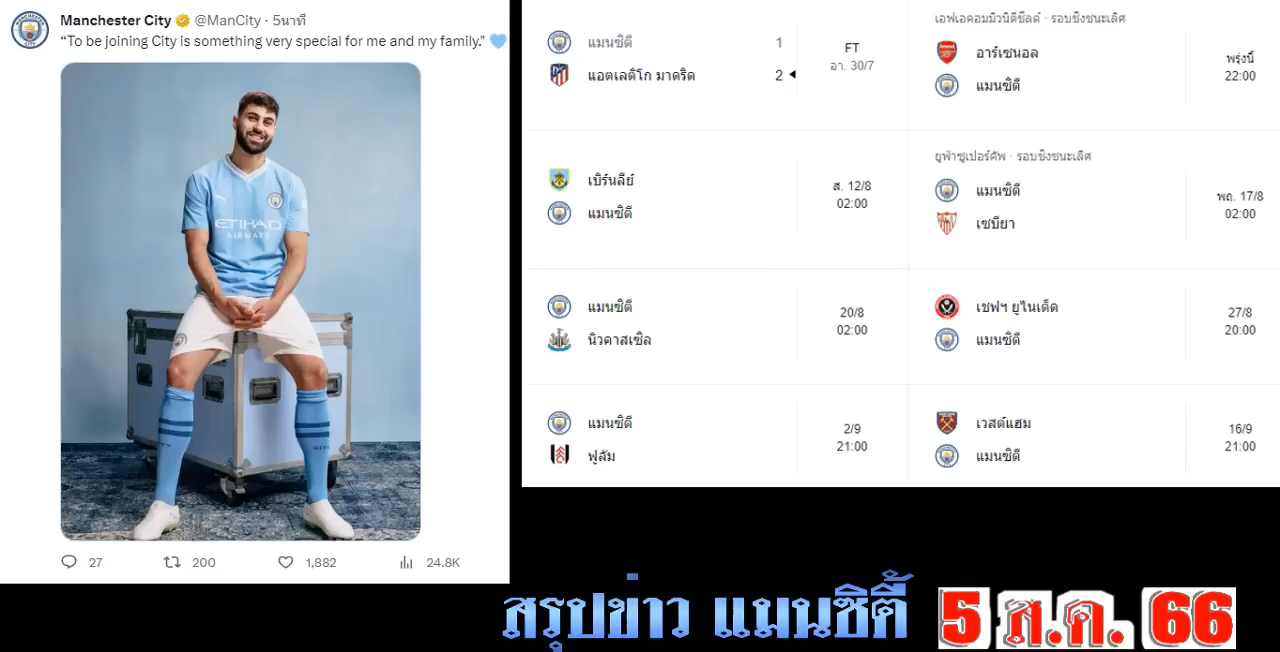 Manchester City @ManCity · 5นาที
“To be joining City is something very special for me and my family.” 🩵
ETIHAD
AIRWAYS
27
200
1,882
24.8K
แมนซิตี 1
แอตเลติโก มาดริด 2
FT
อา. 30/7
เอฟเอคอมมิวนิตีชีลด์ · รอบชิงชนะเลิศ
อาร์เซนอล
แมนซิตี
พรุ่งนี้
22:00
เบิร์นลีย์
แมนซิตี
ส. 12/8
02:00
ยูฟ่าซูเปอร์คัพ · รอบชิงชนะเลิศ
แมนซิตี
เซบียา
พฤ. 17/8
02:00
แมนซิตี
นิวคาสเซิล
20/8
02:00
เชฟฯ ยูไนเต็ด
แมนซิตี
27/8
20:00
แมนซิตี
ฟูลัม
2/9
21:00
เวสต์แฮม
แมนซิตี
16/9
21:00
สรุปข่าว แมนซิตี้ 5 ส.ค. 66